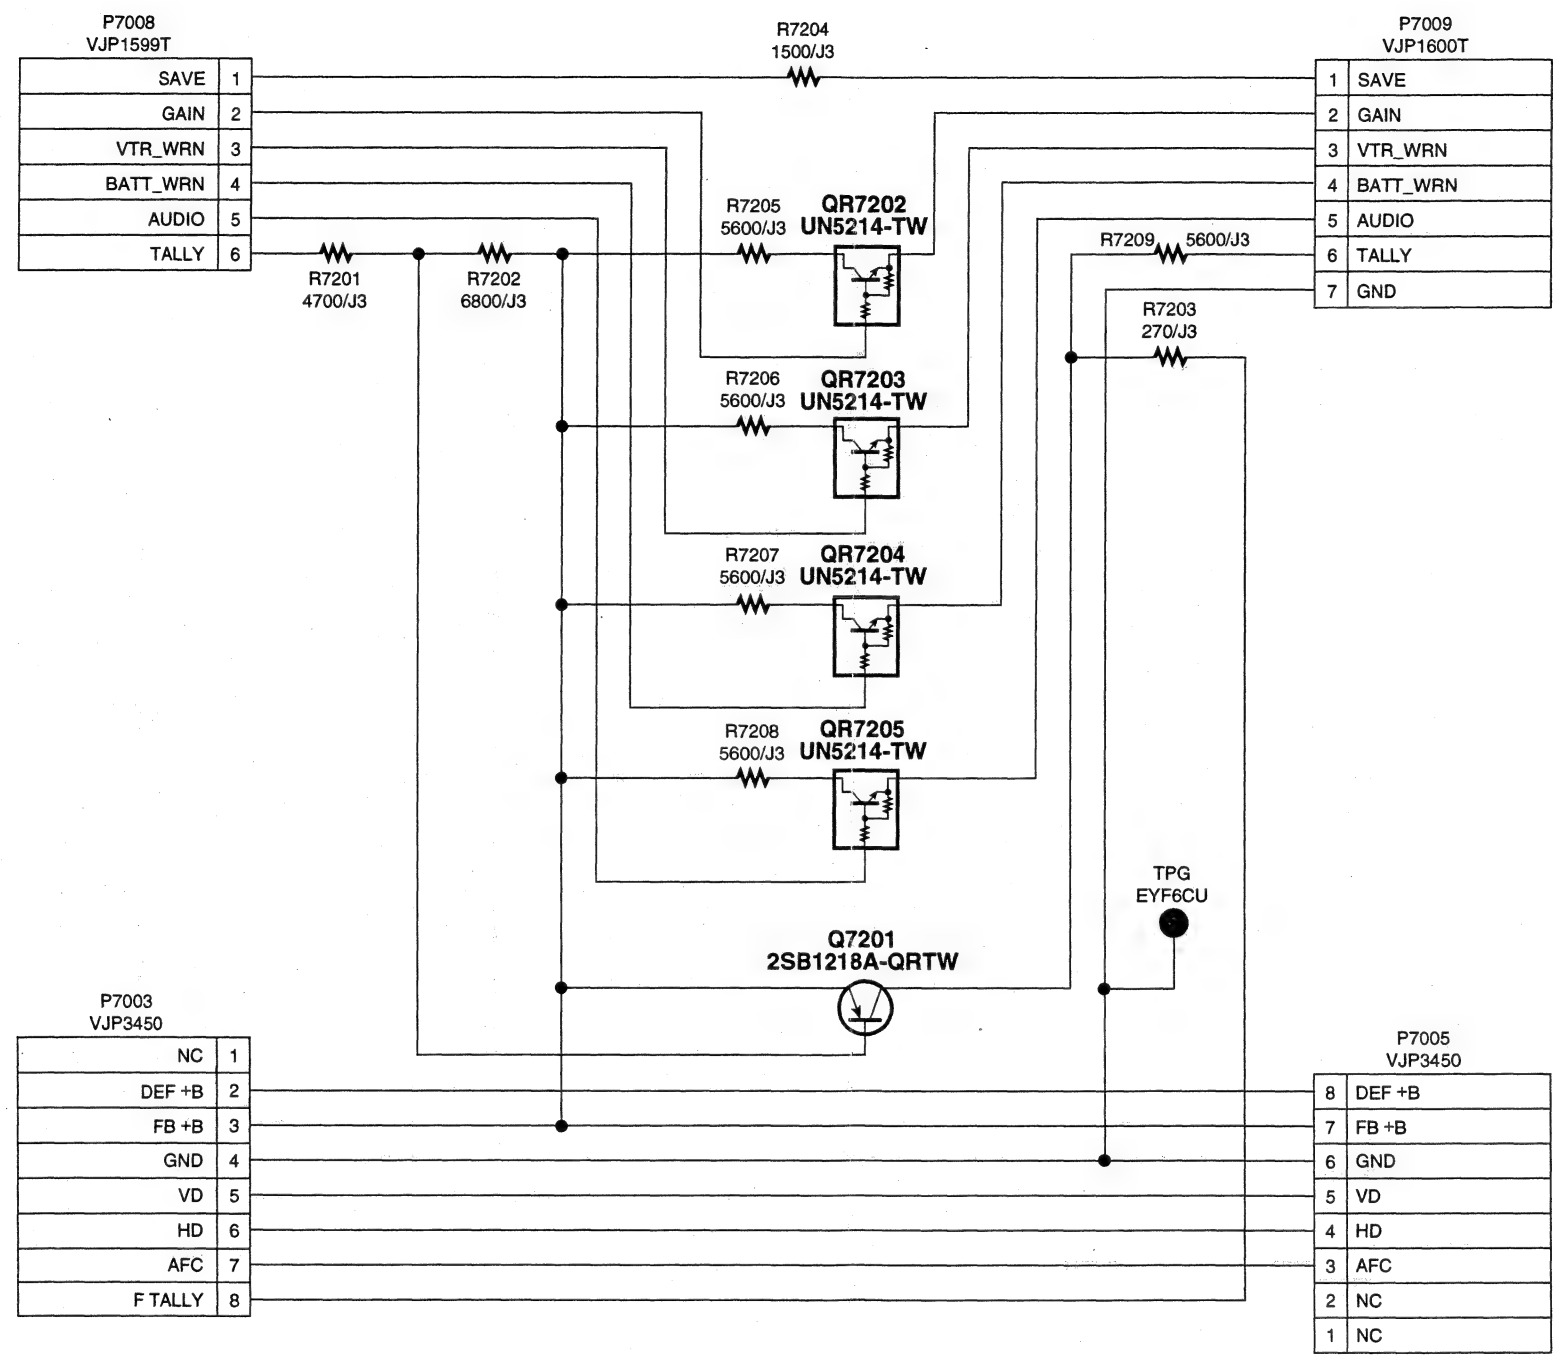 P7008
VJP1599T
SAVE 1
GAIN 2
VTR_WRN 3
BATT_WRN 4
AUDIO 5
TALLY 6
R7204
1500/J3
P7009
VJP1600T
1 SAVE
2 GAIN
3 VTR_WRN
4 BATT_WRN
5 AUDIO
6 TALLY
7 GND
R7201
4700/J3
R7202
6800/J3
R7205
5600/J3
QR7202
UN5214-TW
R7209 5600/J3
R7203
270/J3
R7206
5600/J3
QR7203
UN5214-TW
R7207
5600/J3
QR7204
UN5214-TW
R7208
5600/J3
QR7205
UN5214-TW
TPG
EYF6CU
Q7201
2SB1218A-QRTW
P7003
VJP3450
NC 1
DEF +B 2
FB +B 3
GND 4
VD 5
HD 6
AFC 7
F TALLY 8
P7005
VJP3450
8 DEF +B
7 FB +B
6 GND
5 VD
4 HD
3 AFC
2 NC
1 NC